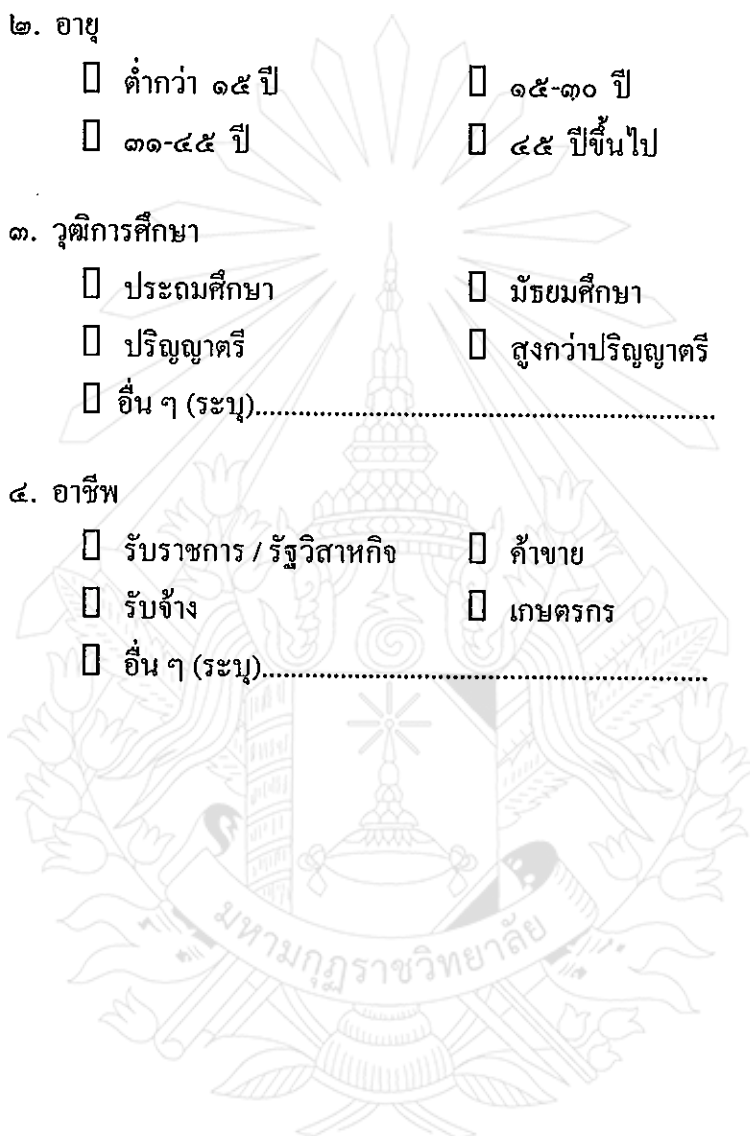 ๒. อายุ
▯ ต่ำกว่า ๑๕ ปี ▯ ๑๕-๓๐ ปี
▯ ๓๑-๔๕ ปี ▯ ๔๕ ปีขึ้นไป
๓. วุฒิการศึกษา
▯ ประถมศึกษา ▯ มัธยมศึกษา
▯ ปริญญาตรี ▯ สูงกว่าปริญญาตรี
▯ อื่น ๆ (ระบุ)......................................................
๔. อาชีพ
▯ รับราชการ / รัฐวิสาหกิจ ▯ ค้าขาย
▯ รับจ้าง ▯ เกษตรกร
▯ อื่น ๆ (ระบุ)......................................................
มหามกุฏราชวิทยาลัย